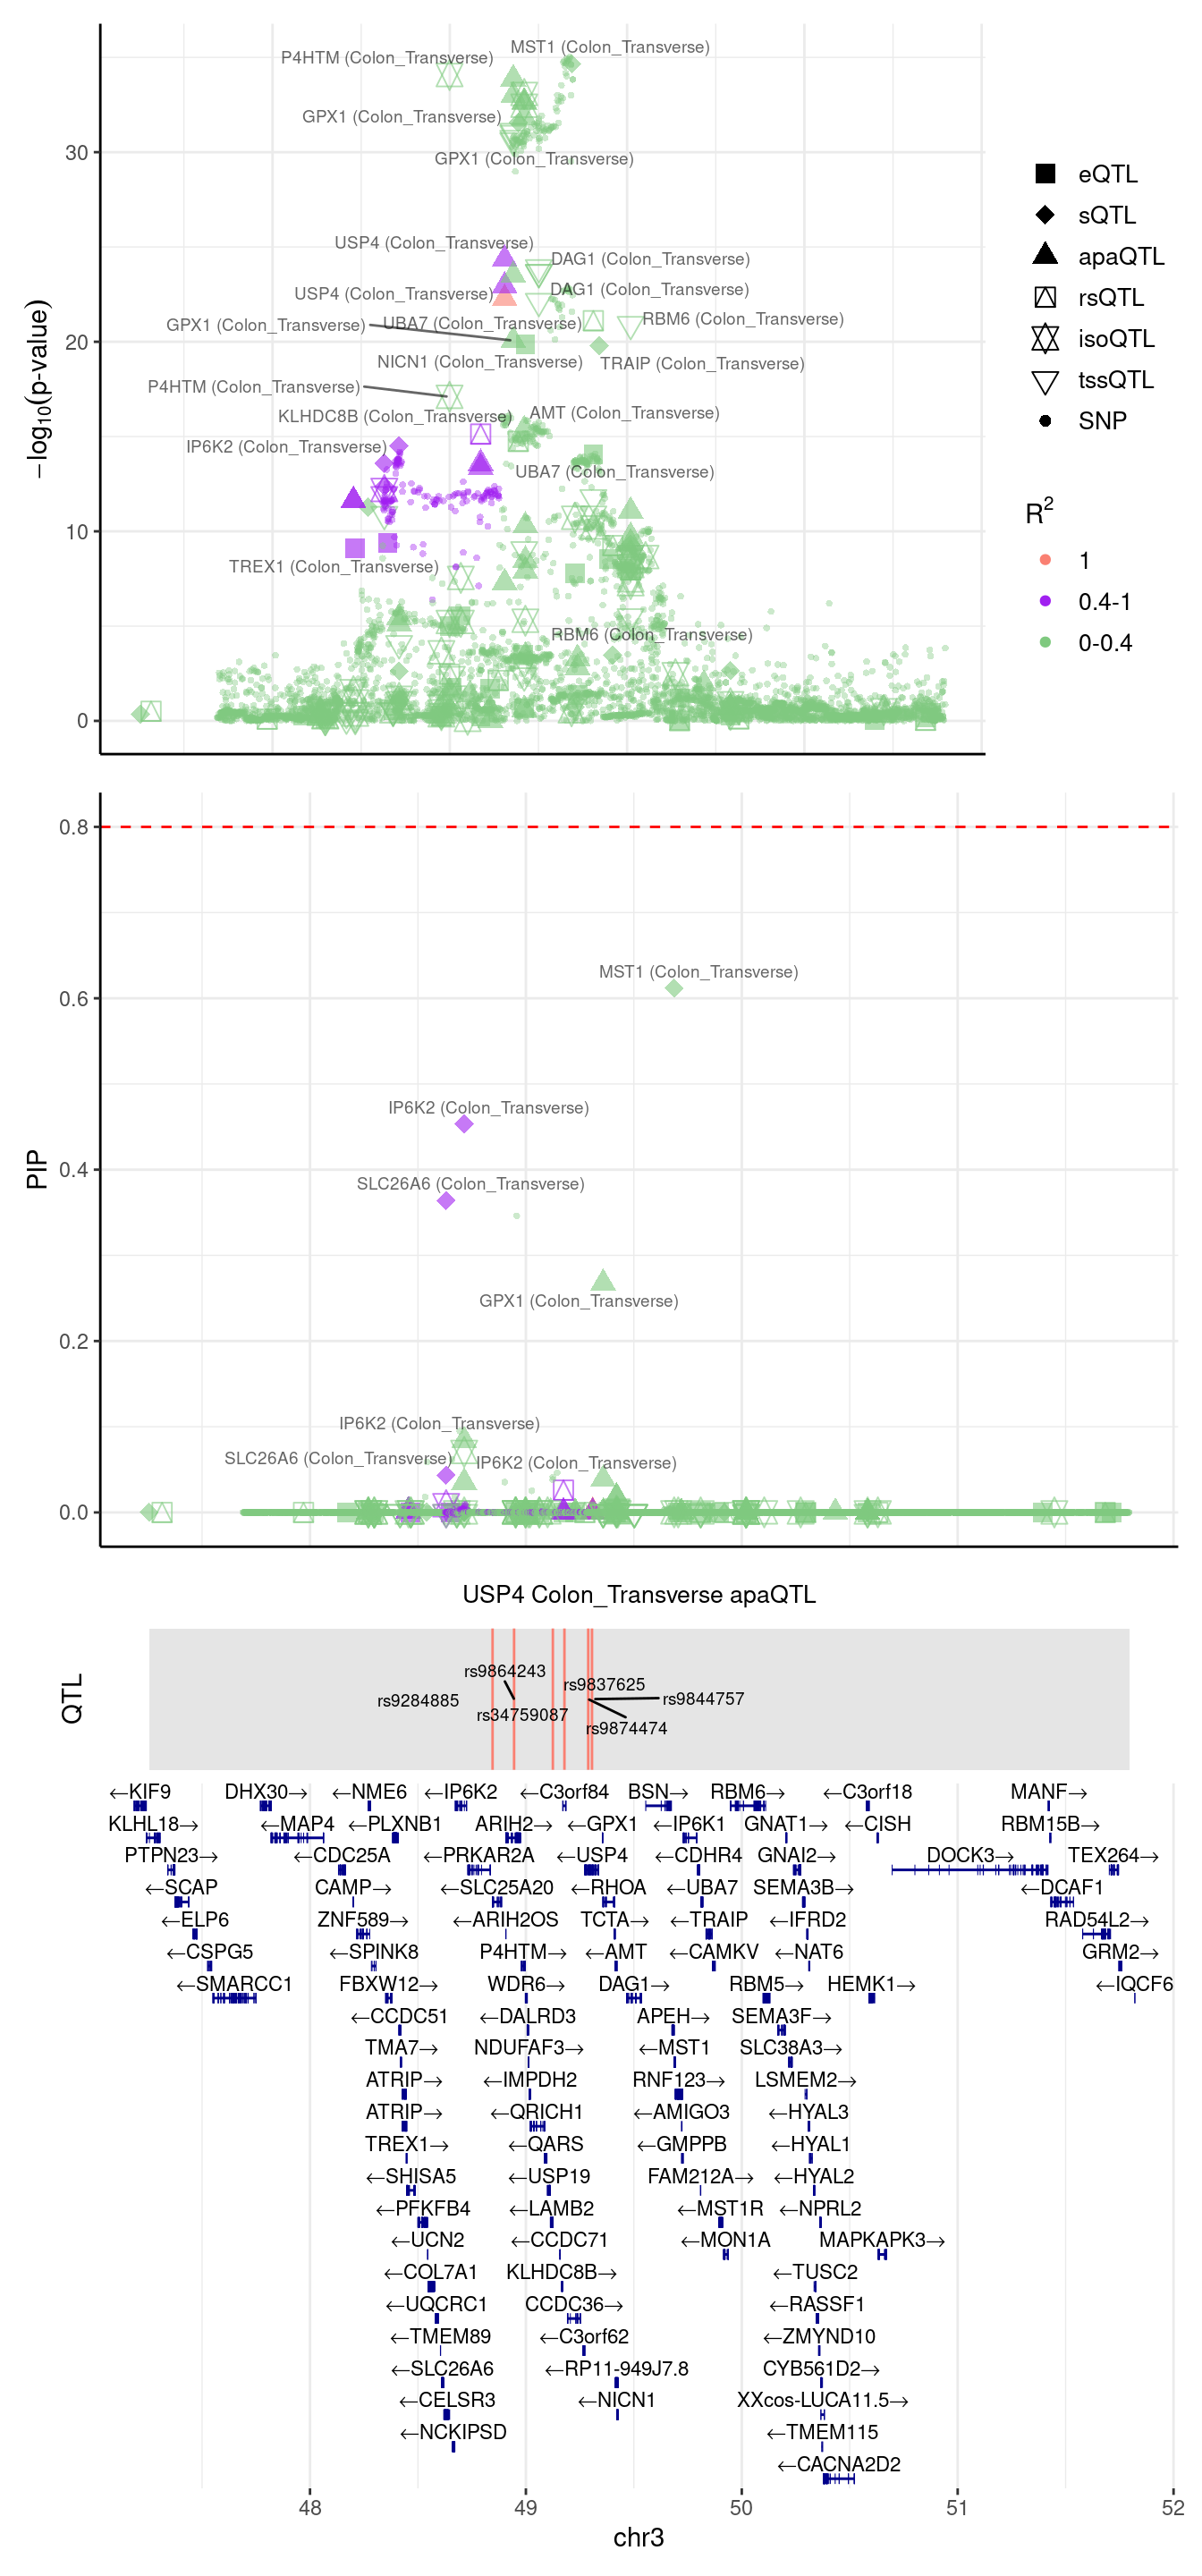 MST1 (Colon_Transverse)
P4HTM (Colon_Transverse)
GPX1 (Colon_Transverse)
GPX1 (Colon_Transverse)
USP4 (Colon_Transverse)
DAG1 (Colon_Transverse)
USP4 (Colon_Transverse)
DAG1 (Colon_Transverse)
GPX1 (Colon_Transverse)
UBA7 (Colon_Transverse)
RBM6 (Colon_Transverse)
NICN1 (Colon_Transverse)
TRAIP (Colon_Transverse)
P4HTM (Colon_Transverse)
KLHDC8B (Colon_Transverse)
AMT (Colon_Transverse)
IP6K2 (Colon_Transverse)
UBA7 (Colon_Transverse)
TREX1 (Colon_Transverse)
RBM6 (Colon_Transverse)
30
20
10
0
−log10(p-value)
eQTL
sQTL
apaQTL
rsQTL
isoQTL
tssQTL
SNP
R2
1
0.4-1
0-0.4
0.8
0.6
0.4
0.2
0.0
PIP
MST1 (Colon_Transverse)
IP6K2 (Colon_Transverse)
SLC26A6 (Colon_Transverse)
GPX1 (Colon_Transverse)
IP6K2 (Colon_Transverse)
SLC26A6 (Colon_Transverse)
IP6K2 (Colon_Transverse)
USP4 Colon_Transverse apaQTL
QTL
rs9864243
rs9837625
rs9284885
rs9844757
rs34759087
rs9874474
←KIF9 DHX30→ ←NME6 ←IP6K2 ←C3orf84 BSN→ RBM6→ ←C3orf18 MANF→
KLHL18→ ←MAP4 ←PLXNB1 ARIH2→ ←GPX1 ←IP6K1 GNAT1→ ←CISH RBM15B→
PTPN23→ ←CDC25A ←PRKAR2A ←USP4 ←CDHR4 GNAI2→ DOCK3→ TEX264→
←SCAP CAMP→ ←SLC25A20 ←RHOA ←UBA7 SEMA3B→ ←DCAF1
←ELP6 ZNF589→ ←ARIH2OS TCTA→ ←TRAIP ←IFRD2 RAD54L2→
←CSPG5 ←SPINK8 P4HTM→ ←AMT ←CAMKV ←NAT6 GRM2→
←SMARCC1 FBXW12→ WDR6→ DAG1→ RBM5→ HEMK1→ ←IQCF6
←CCDC51 ←DALRD3 APEH→ SEMA3F→
TMA7→ NDUFAF3→ ←MST1 SLC38A3→
ATRIP→ ←IMPDH2 RNF123→ LSMEM2→
ATRIP→ ←QRICH1 ←AMIGO3 ←HYAL3
TREX1→ ←QARS ←GMPPB ←HYAL1
←SHISA5 ←USP19 FAM212A→ ←HYAL2
←PFKFB4 ←LAMB2 ←MST1R ←NPRL2
←UCN2 ←CCDC71 ←MON1A MAPKAPK3→
←COL7A1 KLHDC8B→ ←TUSC2
←UQCRC1 CCDC36→ ←RASSF1
←TMEM89 ←C3orf62 ←ZMYND10
←SLC26A6 ←RP11-949J7.8 CYB561D2→
←CELSR3 ←NICN1 XXcos-LUCA11.5→
←NCKIPSD ←TMEM115
←CACNA2D2
48 49 50 51 52
chr3